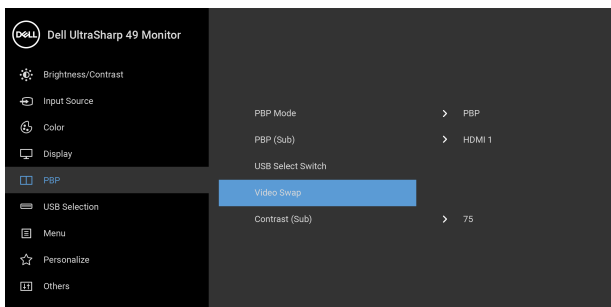 DELL Dell UltraSharp 49 Monitor
Brightness/Contrast
Input Source
Color
Display
PBP
USB Selection
Menu
Personalize
Others
PBP Mode > PBP
PBP (Sub) > HDMI 1
USB Select Switch
Video Swap
Contrast (Sub) > 75